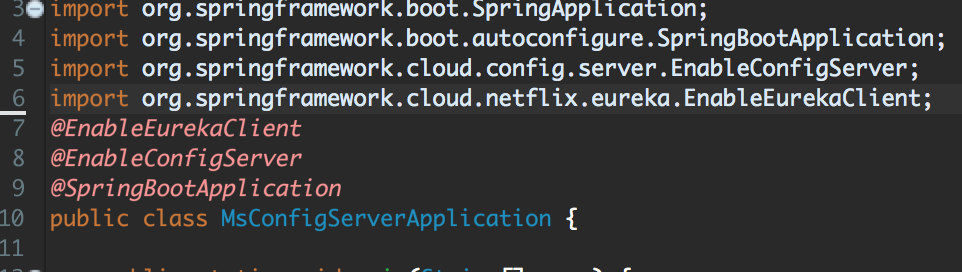 3 import org.springframework.boot.SpringApplication;
4 import org.springframework.boot.autoconfigure.SpringBootApplication;
5 import org.springframework.cloud.config.server.EnableConfigServer;
6 import org.springframework.cloud.netflix.eureka.EnableEurekaClient;
7 @EnableEurekaClient
8 @EnableConfigServer
9 @SpringBootApplication
10 public class MsConfigServerApplication {
11